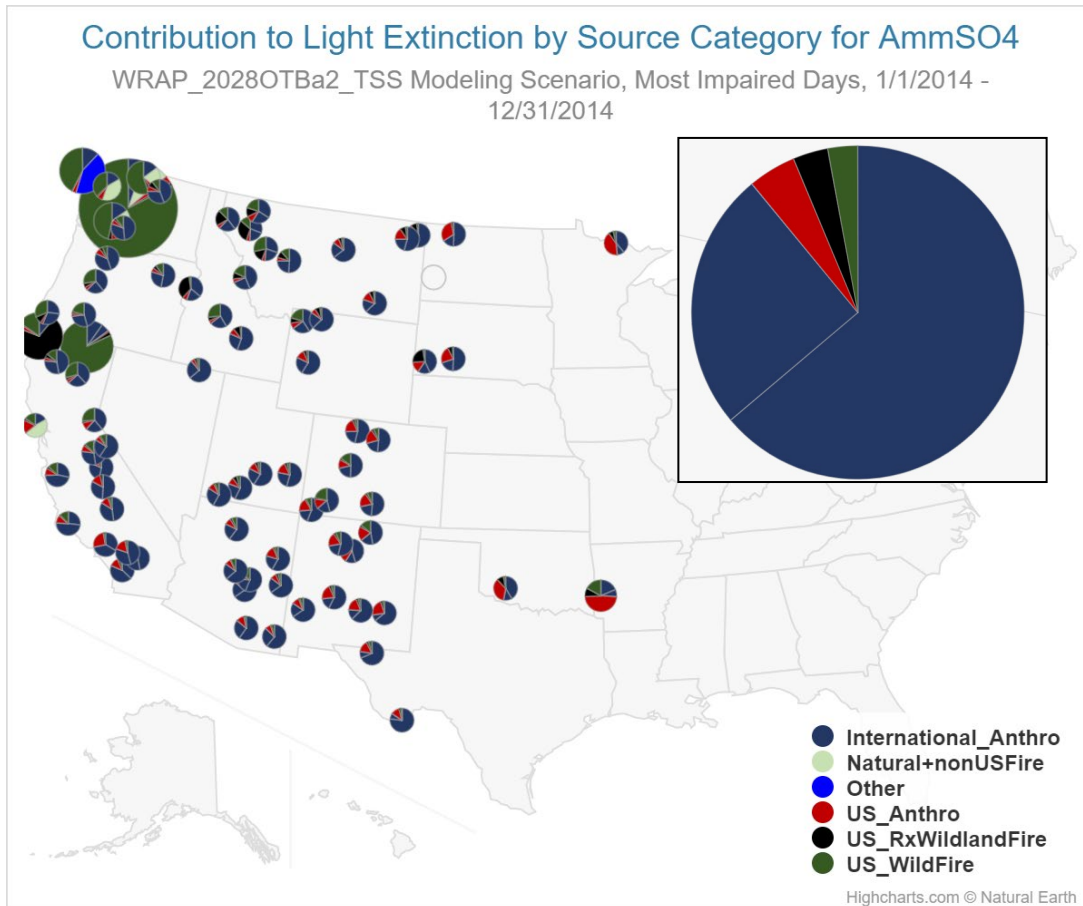 Contribution to Light Extinction by Source Category for AmmSO4
WRAP_2028OTBa2_TSS Modeling Scenario, Most Impaired Days, 1/1/2014 -
12/31/2014
International_Anthro
Natural+nonUSFire
Other
US_Anthro
US_RxWildlandFire
US_WildFire
Highcharts.com © Natural Earth